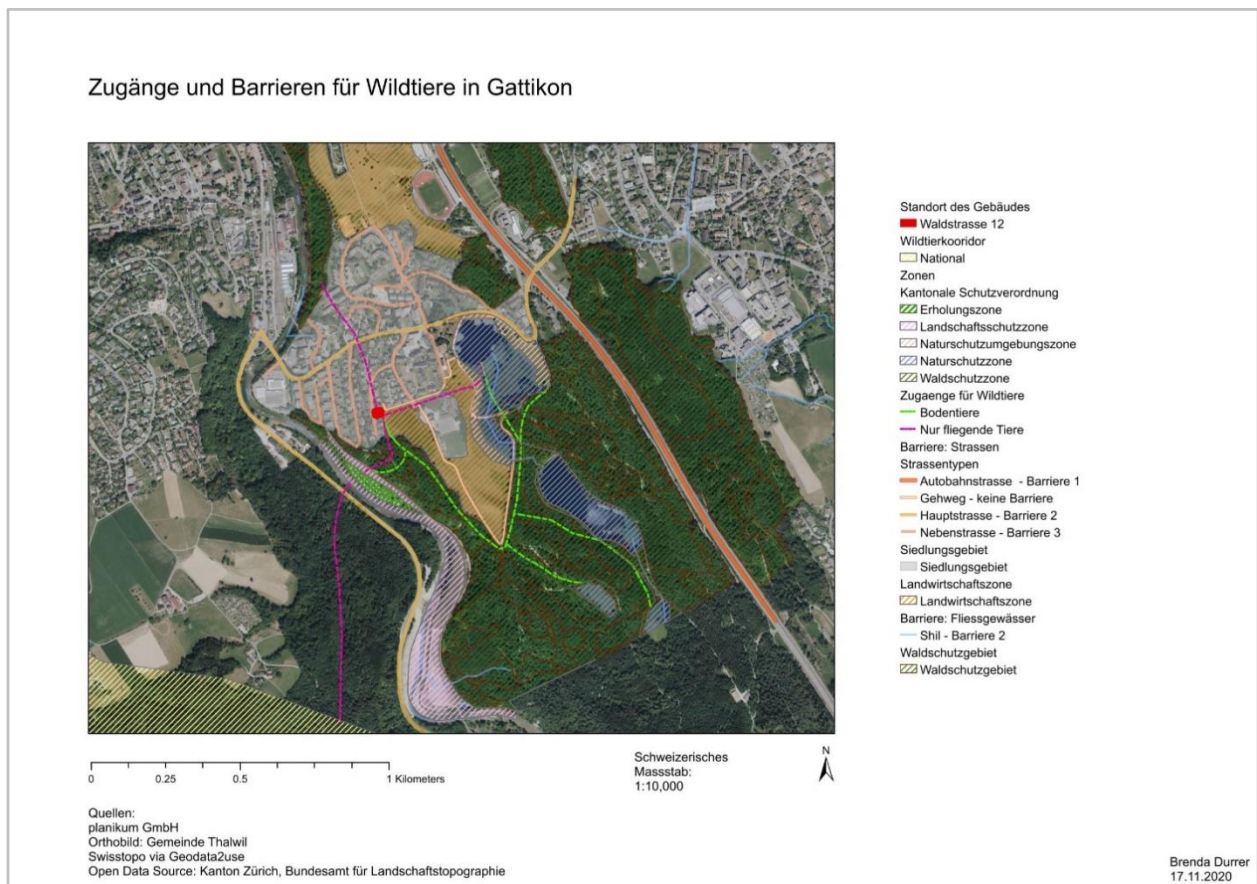 Zugänge und Barrieren für Wildtiere in Gattikon
Standort des Gebäudes
Waldstrasse 12
Wildtierkooridor
National
Zonen
Kantonale Schutzverordnung
Erholungszone
Landschaftsschutzzone
Naturschutzumgebungszone
Naturschutzzone
Waldschutzzone
Zugaenge für Wildtiere
Bodentiere
Nur fliegende Tiere
Barriere: Strassen
Strassentypen
Autobahnstrasse - Barriere 1
Gehweg - keine Barriere
Hauptstrasse - Barriere 2
Nebenstrasse - Barriere 3
Siedlungsgebiet
Siedlungsgebiet
Landwirtschaftszone
Landwirtschaftszone
Barriere: Fliessgewässer
Shil - Barriere 2
Waldschutzgebiet
Waldschutzgebiet
0 0.25 0.5 1 Kilometers
Schweizerisches
Massstab:
1:10,000
N
Quellen:
planikum GmbH
Orthobild: Gemeinde Thalwil
Swisstopo via Geodata2use
Open Data Source: Kanton Zürich, Bundesamt für Landschaftstopographie
Brenda Durrer
17.11.2020